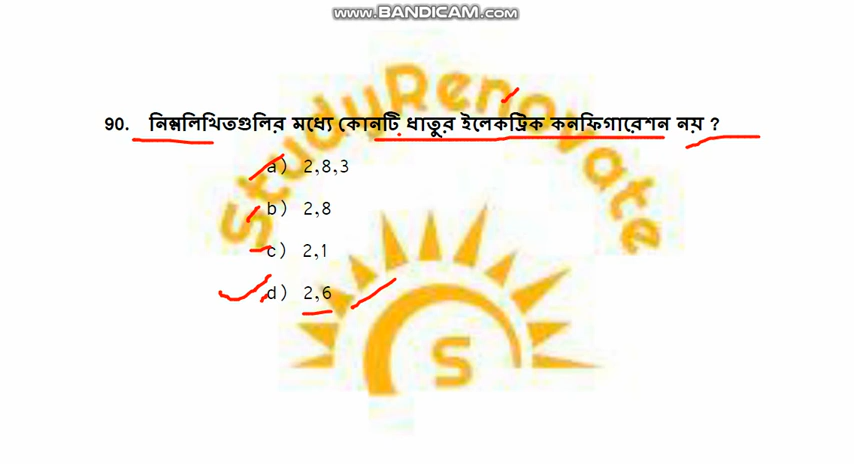 www.BANDICAM.com
StudyRenovate
90. নিম্নলিখিতগুলির মধ্যে কোনটি ধাতুর ইলেকট্রিক কনফিগারেশন নয় ?
a) 2,8,3
b) 2,8
c) 2,1
d) 2,6
S